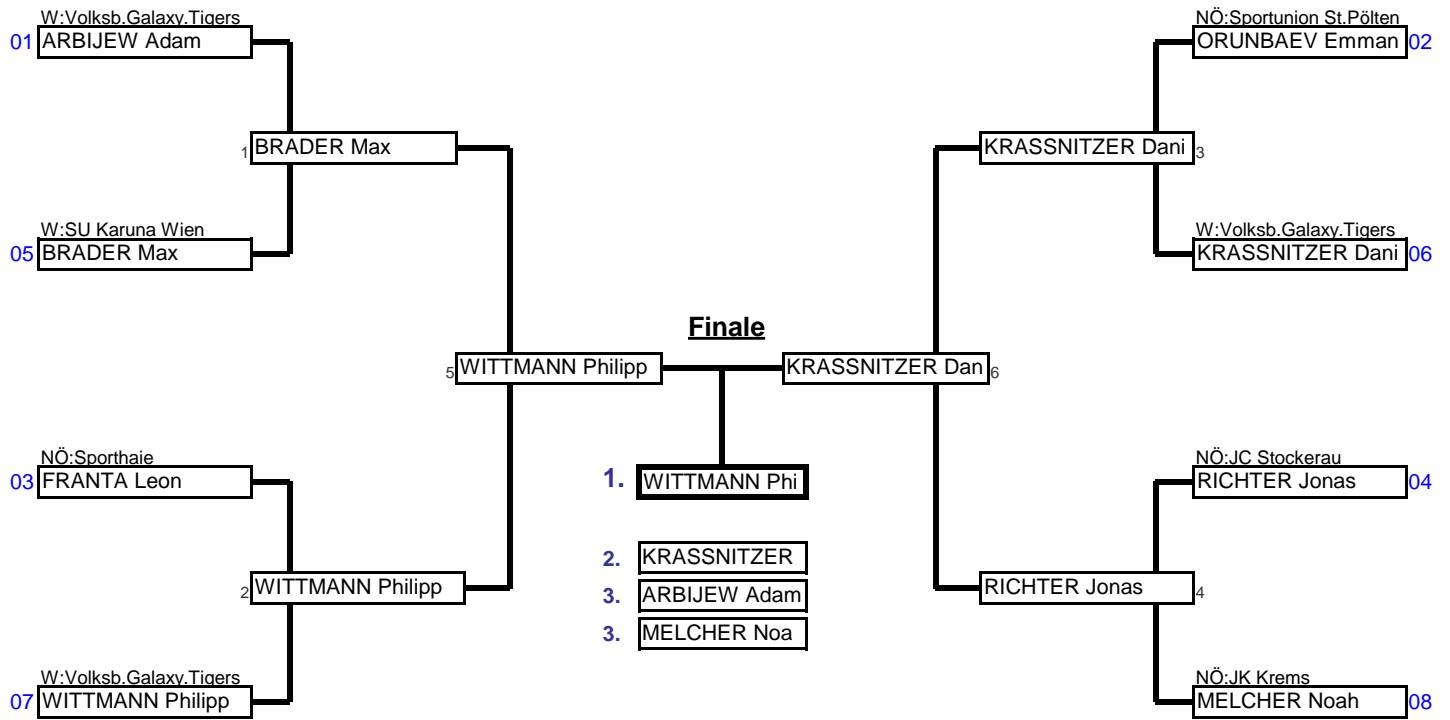 W:Volksb.Galaxy.Tigers
01 ARBIJEW Adam
1 BRADER Max
W:SU Karuna Wien
05 BRADER Max
5 WITTMANN Philipp
NÖ:Sporthaie
03 FRANTA Leon
2 WITTMANN Philipp
W:Volksb.Galaxy.Tigers
07 WITTMANN Philipp
Finale
1. WITTMANN Phi
2. KRASSNITZER
3. ARBIJEW Adam
3. MELCHER Noa
NÖ:Sportunion St.Pölten
ORUNBAEV Emman 02
KRASSNITZER Dani 3
W:Volksb.Galaxy.Tigers
KRASSNITZER Dani 06
KRASSNITZER Dan 6
NÖ:JC Stockerau
RICHTER Jonas 04
RICHTER Jonas 4
NÖ:JK Krems
MELCHER Noah 08